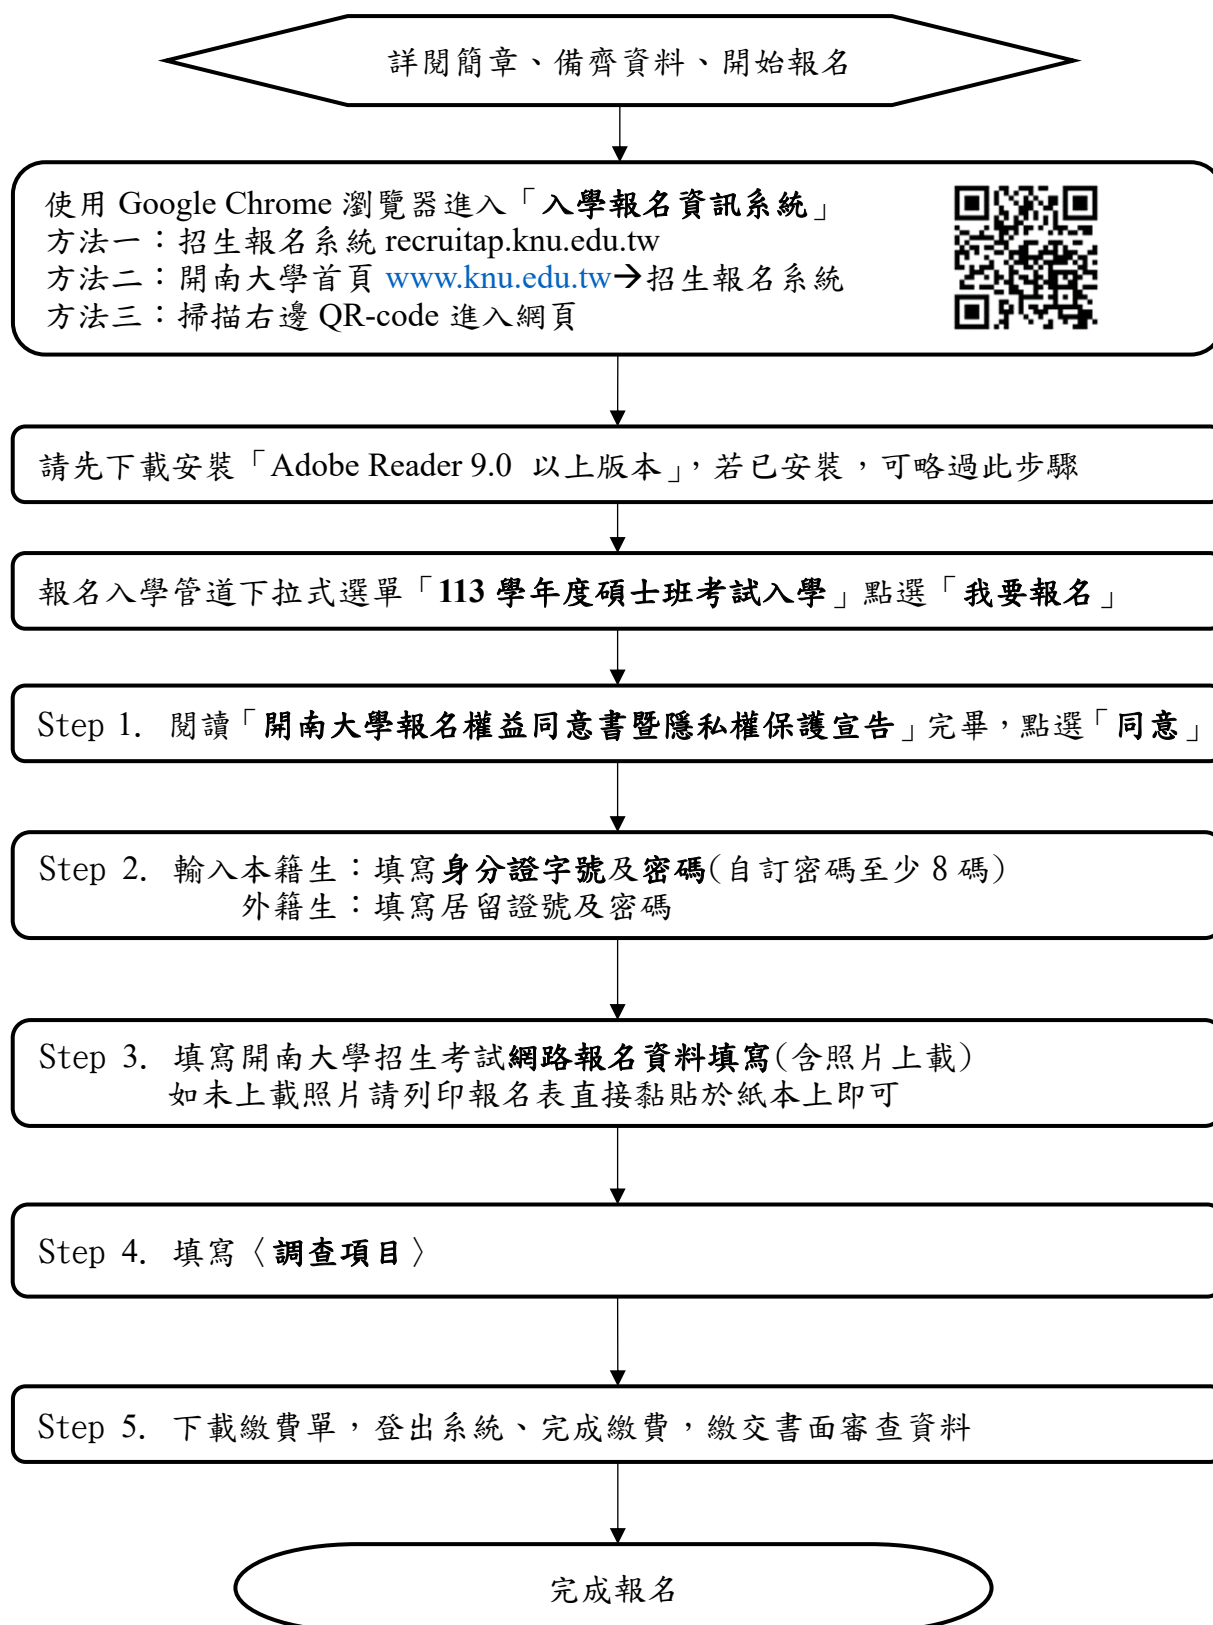 詳閱簡章、備齊資料、開始報名
使用 Google Chrome 瀏覽器進入「入學報名資訊系統」
方法一：招生報名系統 recruitap.knu.edu.tw
方法二：開南大學首頁 www.knu.edu.tw→招生報名系統
方法三：掃描右邊 QR-code 進入網頁
請先下載安裝「Adobe Reader 9.0 以上版本」，若已安裝，可略過此步驟
報名入學管道下拉式選單「113 學年度碩士班考試入學」點選「我要報名」
Step 1. 閱讀「開南大學報名權益同意書暨隱私權保護宣告」完畢，點選「同意」
Step 2. 輸入本籍生：填寫身分證字號及密碼(自訂密碼至少 8 碼)
外籍生：填寫居留證號及密碼
Step 3. 填寫開南大學招生考試網路報名資料填寫(含照片上載)
如未上載照片請列印報名表直接黏貼於紙本上即可
Step 4. 填寫〈調查項目〉
Step 5. 下載繳費單，登出系統、完成繳費，繳交書面審查資料
完成報名